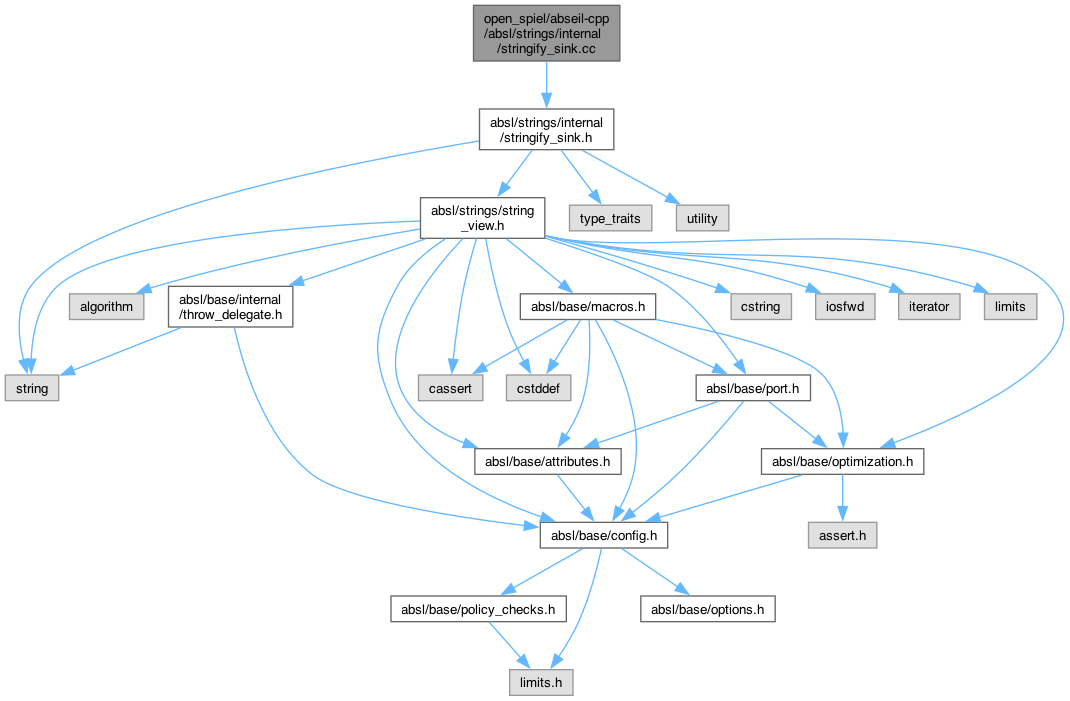 open_spiel/abseil-cpp
/absl/strings/internal
/stringify_sink.cc
absl/strings/internal
/stringify_sink.h
absl/strings/string
_view.h
type_traits
utility
algorithm
absl/base/internal
/throw_delegate.h
absl/base/macros.h
cstring
iosfwd
iterator
limits
string
cassert
cstddef
absl/base/port.h
absl/base/attributes.h
absl/base/optimization.h
absl/base/config.h
assert.h
absl/base/policy_checks.h
absl/base/options.h
limits.h